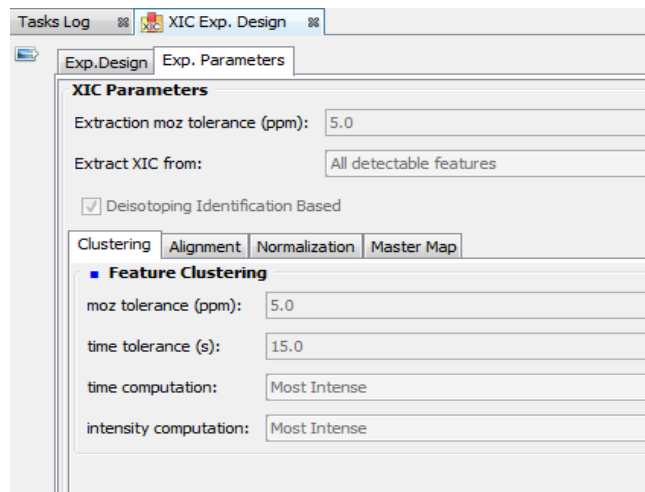 Tasks Log XIC XIC Exp. Design
Exp.Design Exp. Parameters
XIC Parameters
Extraction moz tolerance (ppm): 5.0
Extract XIC from: All detectable features
Deisotoping Identification Based
Clustering Alignment Normalization Master Map
Feature Clustering
moz tolerance (ppm): 5.0
time tolerance (s): 15.0
time computation: Most Intense
intensity computation: Most Intense